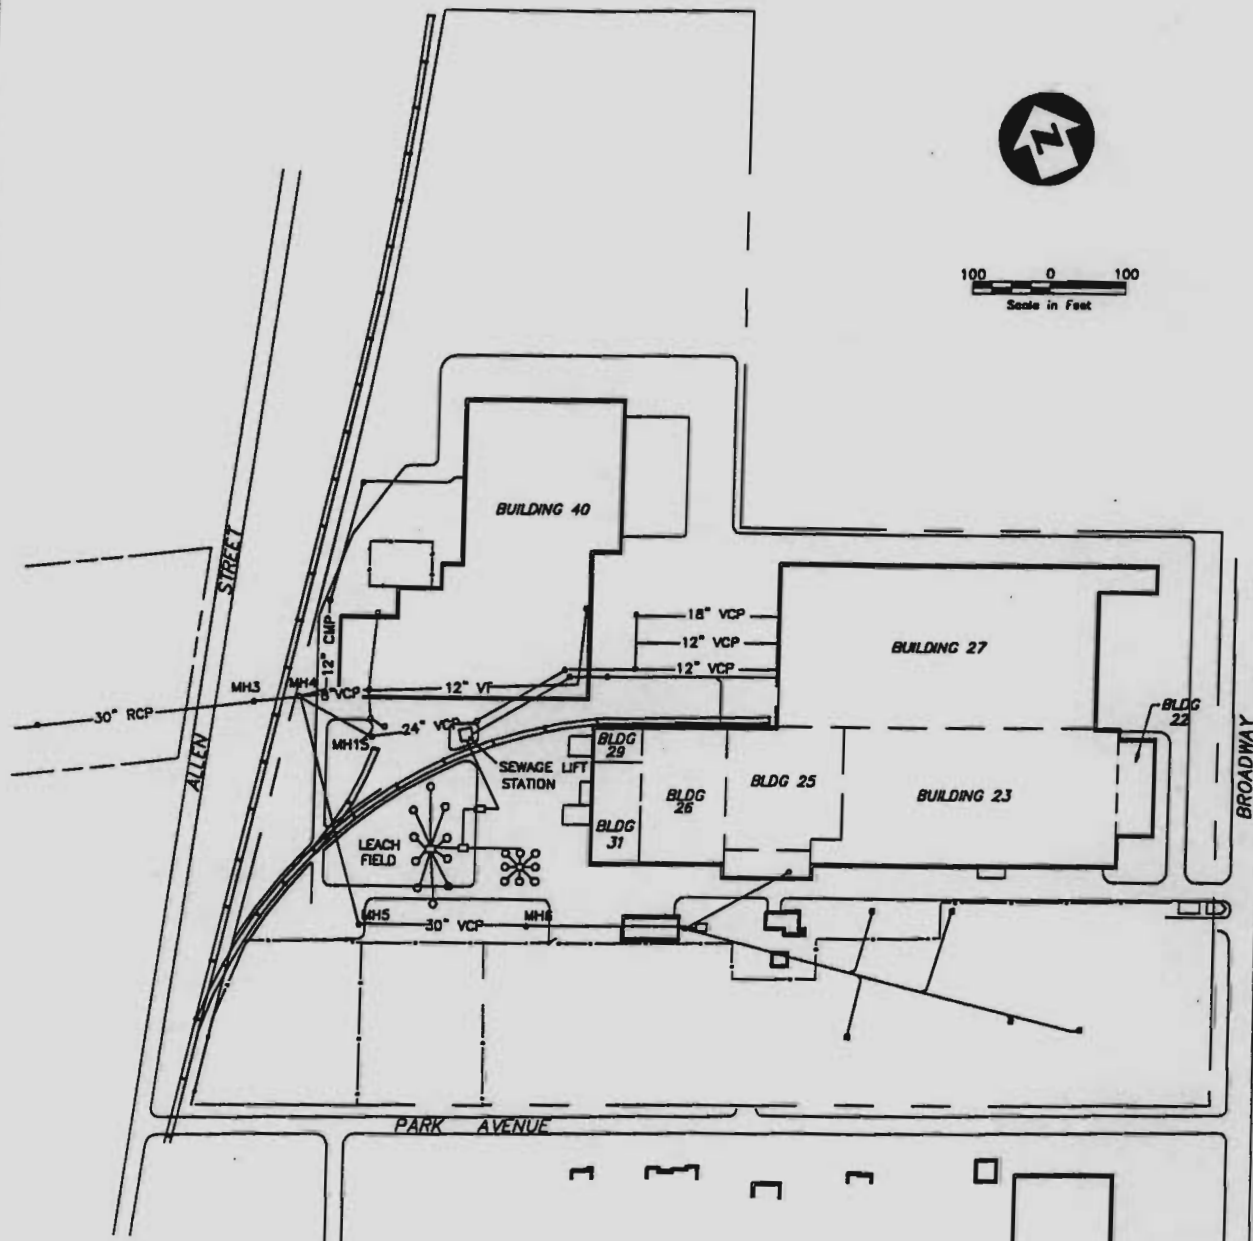 N
100 0 100
Scale in Feet
BUILDING 40
STREET
18" VCP
12" VCP
12" VCP
BUILDING 27
12" CMP
MH3
MH4
8"VCP
12" VT
30" RCP
24" VCP
MH15
BLDG
22
BLDG
29
SEWAGE LIFT
STATION
BLDG 25
BLDG
26
BUILDING 23
BROADWAY
ALLEN
BLDG
31
LEACH
FIELD
MH5
30" VCP
MH6
PARK AVENUE